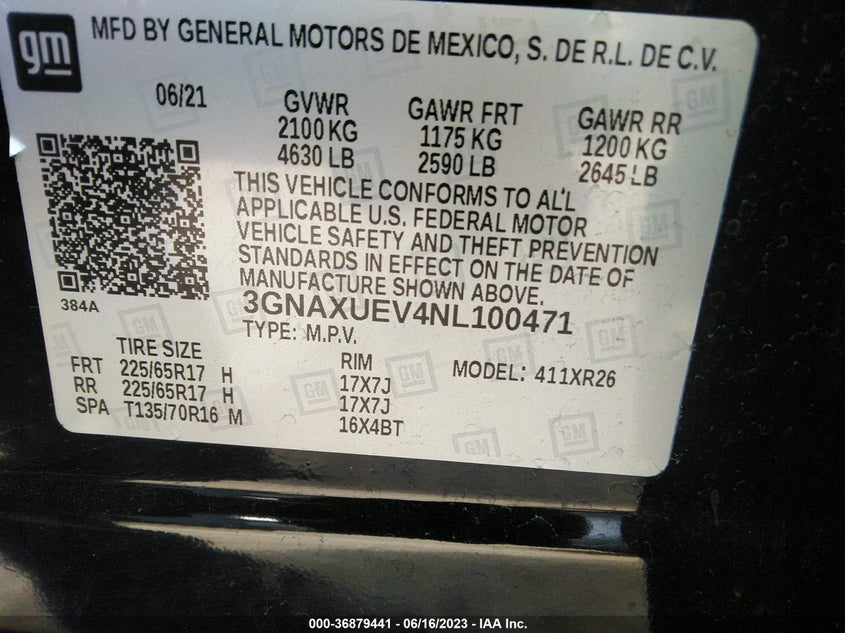 gm
MFD BY GENERAL MOTORS DE MEXICO, S. DE R.L. DE C.V.
06/21
GVWR GAWR FRT GAWR RR
2100 KG 1175 KG 1200 KG
4630 LB 2590 LB 2645 LB
THIS VEHICLE CONFORMS TO ALL
APPLICABLE U.S. FEDERAL MOTOR
VEHICLE SAFETY AND THEFT PREVENTION
STANDARDS IN EFFECT ON THE DATE OF
MANUFACTURE SHOWN ABOVE.
384A
3GNAXUEV4NL100471
TYPE: M.P.V.
TIRE SIZE RIM MODEL: 411XR26
FRT 225/65R17 H 17X7J
RR 225/65R17 H 17X7J
SPA T135/70R16 M 16X4BT
000-36879441 - 06/16/2023 - IAA Inc.